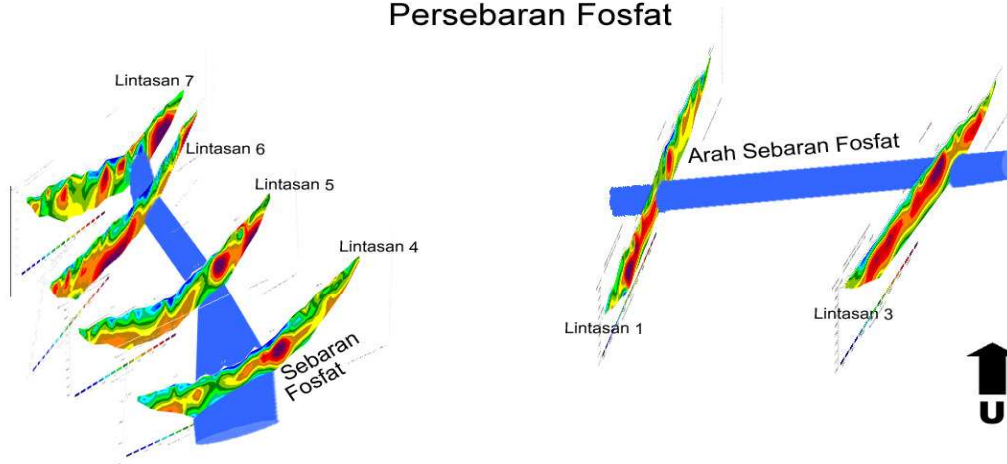 Persebaran Fosfat
Lintasan 7
Lintasan 6
Lintasan 5
Lintasan 4
Sebaran
Fosfat
Arah Sebaran Fosfat
Lintasan 1
Lintasan 3
U